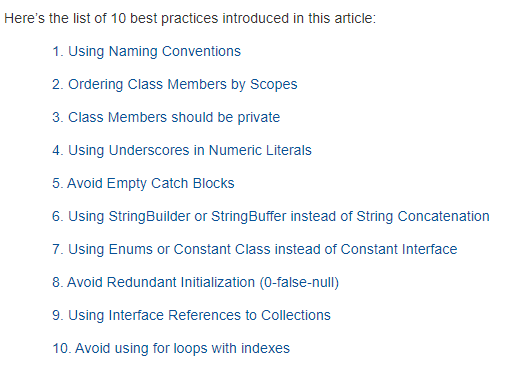 Here's the list of 10 best practices introduced in this article:
1. Using Naming Conventions
2. Ordering Class Members by Scopes
3. Class Members should be private
4. Using Underscores in Numeric Literals
5. Avoid Empty Catch Blocks
6. Using StringBuilder or StringBuffer instead of String Concatenation
7. Using Enums or Constant Class instead of Constant Interface
8. Avoid Redundant Initialization (0-false-null)
9. Using Interface References to Collections
10. Avoid using for loops with indexes